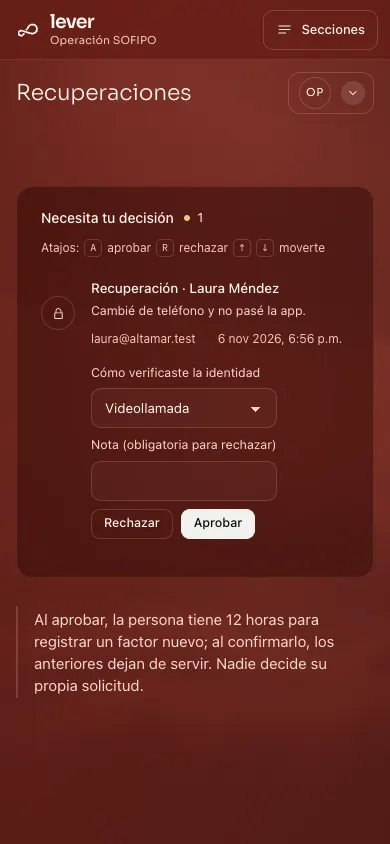 lever
Operación SOFIPO
Secciones
Recuperaciones
OP
Necesita tu decisión • 1
Atajos: A aprobar R rechazar ↑ ↓ moverte
Recuperación · Laura Méndez
Cambié de teléfono y no pasé la app.
laura@altamar.test 6 nov 2026, 6:56 p.m.
Cómo verificaste la identidad
Videollamada
Nota (obligatoria para rechazar)
Rechazar Aprobar
Al aprobar, la persona tiene 12 horas para
registrar un factor nuevo; al confirmarlo, los
anteriores dejan de servir. Nadie decide su
propia solicitud.